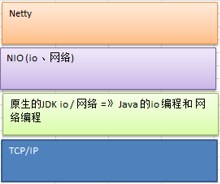 Netty
NIO (io 、网络)
原生的JDK io / 网络 =》 Java 的io 编程和 网
络编程
TCP/IP